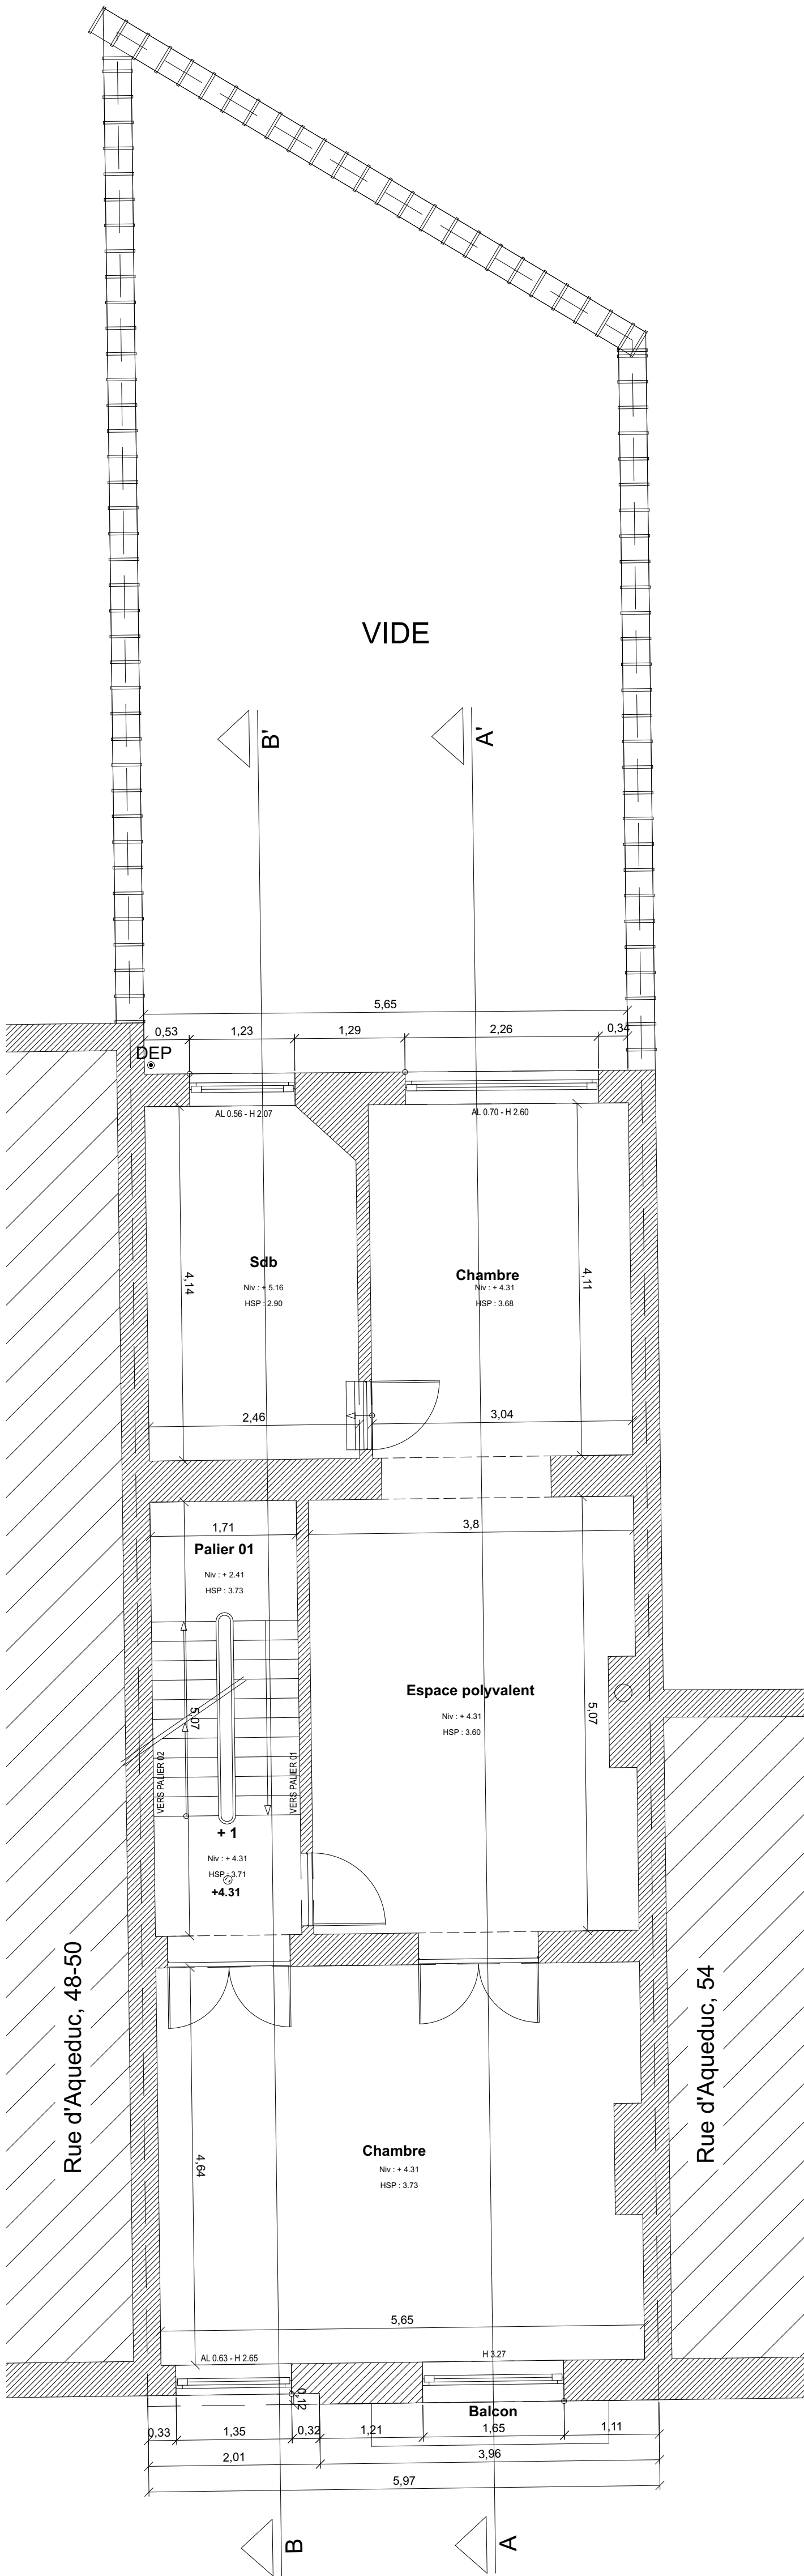 VIDE
B'
A'
5,65
0,53
1,23
1,29
2,26
0,34
DEP
AL 0.56 - H 2.07
AL 0.70 - H 2.60
4,14
Sdb
Niv : + 5.16
HSP : 2.90
Chambre
Niv : + 4.31
HSP : 3.68
4,11
2,46
3,04
1,71
3,8
Palier 01
Niv : + 2.41
HSP : 3.73
5,07
Espace polyvalent
Niv : + 4.31
HSP : 3.60
5,07
VERS PALIER 02
VERS PALIER 01
+ 1
Niv : + 4.31
HSP : 3.71
+4.31
Rue d'Aqueduc, 48-50
Rue d'Aqueduc, 54
4,64
Chambre
Niv : + 4.31
HSP : 3.73
5,65
AL 0.63 - H 2.65
H 3.27
0,12
Balcon
0,33
1,35
0,32
1,21
1,65
1,11
2,01
3,96
5,97
B
A